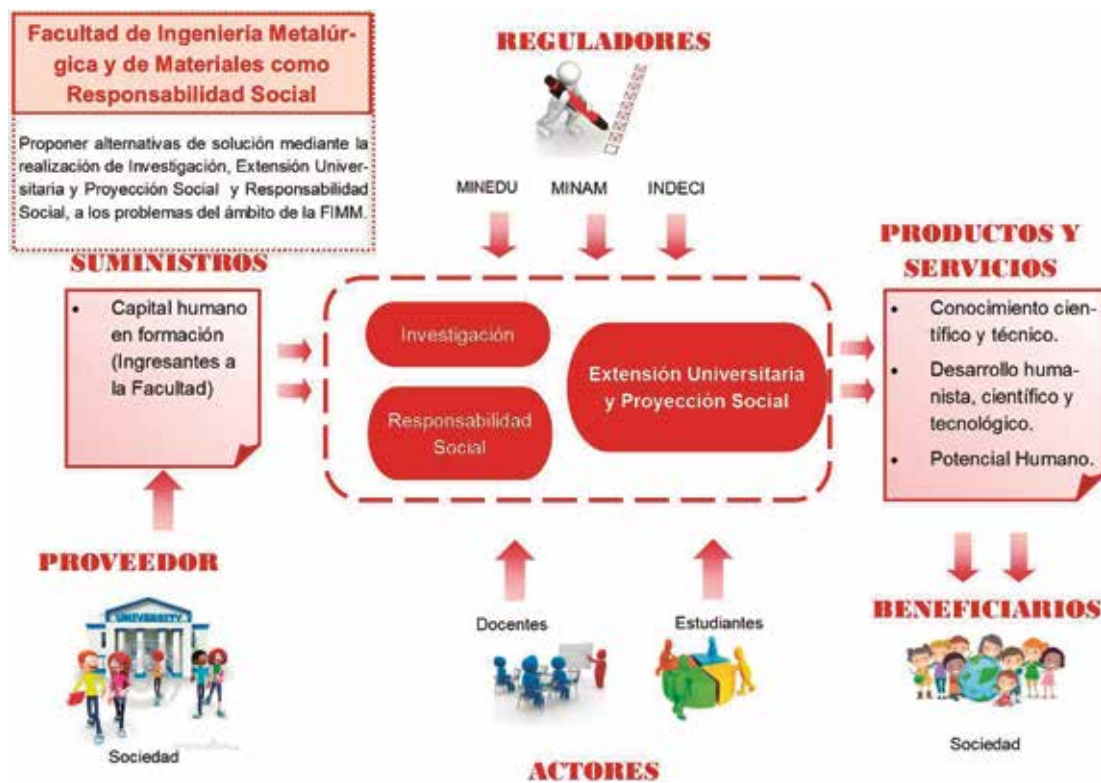 Facultad de Ingeniería Metalúr-
gica y de Materiales como
Responsabilidad Social
Proponer alternativas de solución mediante la
realización de Investigación, Extensión Univer-
sitaria y Proyección Social y Responsabilidad
Social, a los problemas del ámbito de la FIMM.
REGULADORES
MINEDU
MINAM
INDECI
SUMINISTROS
• Capital humano
en formación
(Ingresantes a
la Facultad)
Investigación
Responsabilidad
Social
Extensión Universitaria
y Proyección Social
PRODUCTOS Y
SERVICIOS
• Conocimiento cien-
tífico y técnico.
• Desarrollo huma-
nista, científico y
tecnológico.
• Potencial Humano.
PROVEEDOR
UNIVERSITY
Sociedad
Docentes
Estudiantes
ACTORES
BENEFICIARIOS
Sociedad